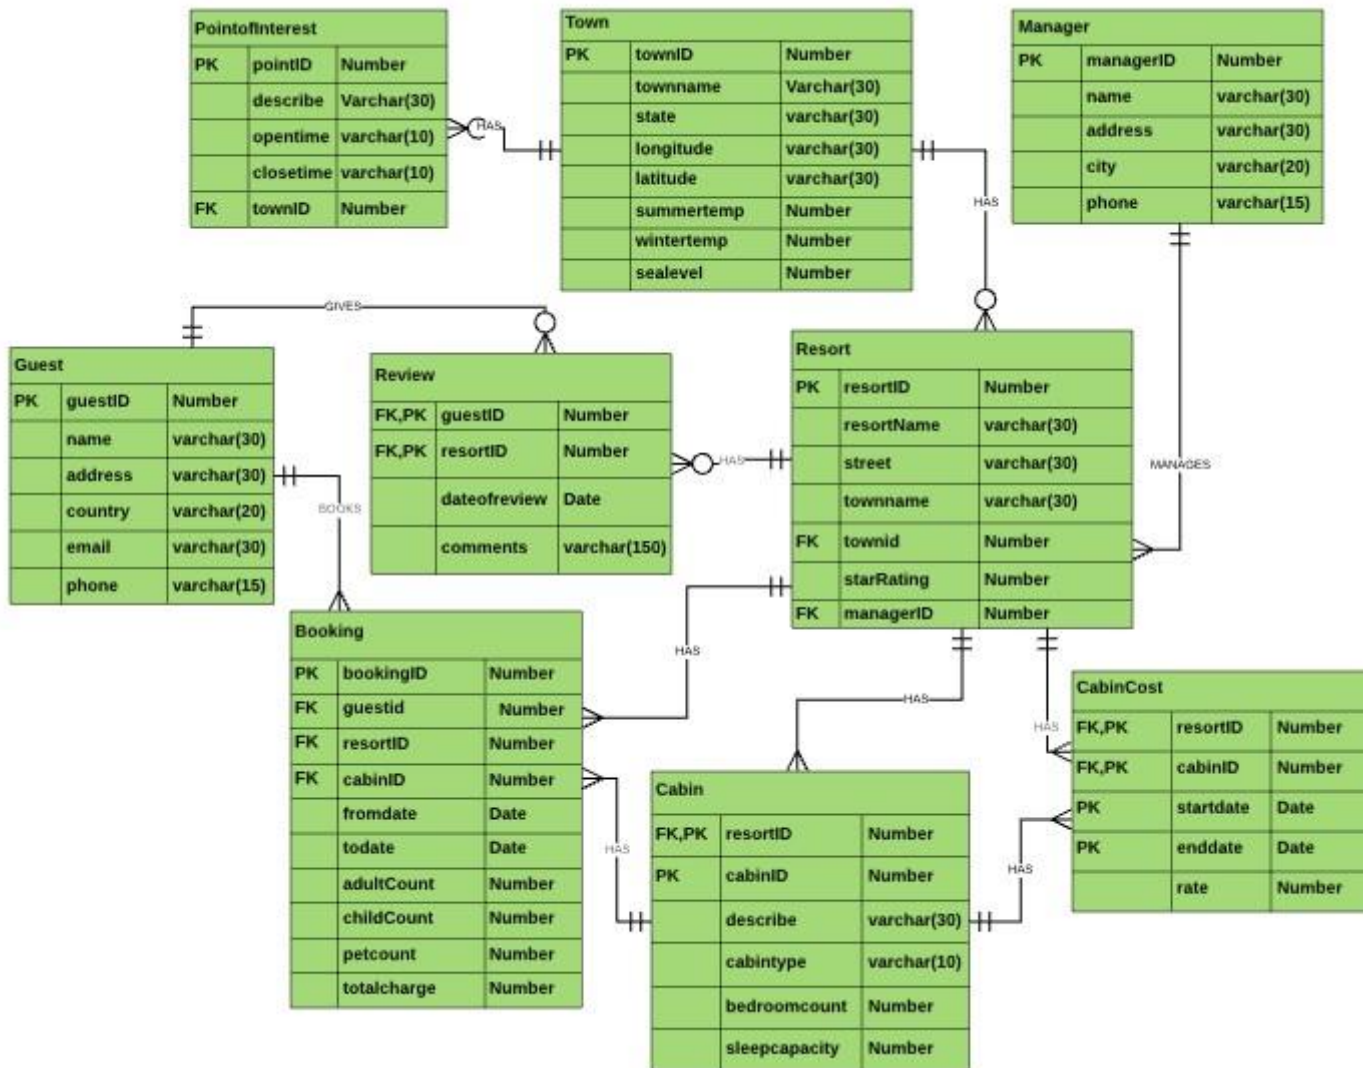 PointofInterest
PK pointID Number
describe Varchar(30)
opentime varchar(10)
closetime varchar(10)
FK townID Number
HAS
Town
PK townID Number
townname Varchar(30)
state varchar(30)
longitude varchar(30)
latitude varchar(30)
summertemp Number
wintertemp Number
sealevel Number
HAS
Manager
PK managerID Number
name varchar(30)
address varchar(30)
city varchar(20)
phone varchar(15)
MANAGES
GIVES
Guest
PK guestID Number
name varchar(30)
address varchar(30)
country varchar(20)
email varchar(30)
phone varchar(15)
BOOKS
Review
FK,PK guestID Number
FK,PK resortID Number
dateofreview Date
comments varchar(150)
HAS
Resort
PK resortID Number
resortName varchar(30)
street varchar(30)
townname varchar(30)
FK townid Number
starRating Number
FK managerID Number
HAS
HAS
HAS
Booking
PK bookingID Number
FK guestid Number
FK resortID Number
FK cabinID Number
fromdate Date
todate Date
adultCount Number
childCount Number
petcount Number
totalcharge Number
HAS
Cabin
FK,PK resortID Number
PK cabinID Number
describe varchar(30)
cabintype varchar(10)
bedroomcount Number
sleepcapacity Number
HAS
CabinCost
FK,PK resortID Number
FK,PK cabinID Number
PK startdate Date
PK enddate Date
rate Number